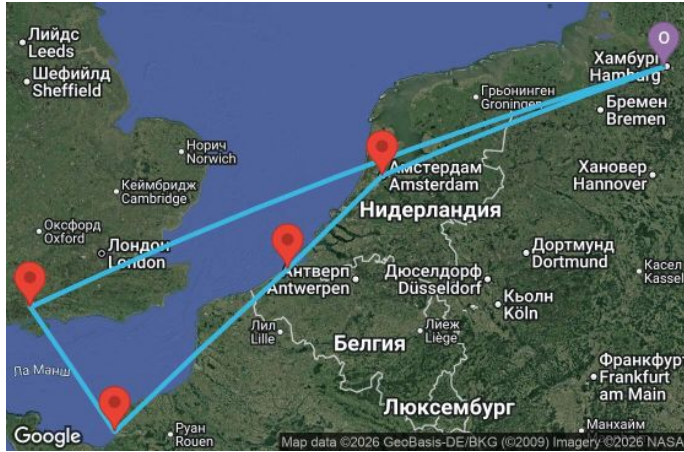 Лийдс
Leeds
Шефийлд
Sheffield
О
Хамбург
Hamburg
Грьонинген
Groningen
Бремен
Bremen
Норич
Norwich
Амстердам
Amsterdam
Хановер
Hannover
Кеймбридж
Cambridge
Нидерландия
Оксфорд
Oxford
Лондон
London
Дортмунд
Dortmund
Антверп
Antwerpen
Дюселдорф
Düsseldorf
Касел
Kassel
Кьолн
Köln
Лил
Lille
Белгия
Лиеж
Liège
Ла Манш
Франкфурт
Frankfurt
am Main
Люксембург
Руан
Rouen
Манхайм
Google
Map data ©2026 GeoBasis-DE/BKG (©2009) Imagery ©2026 NASA